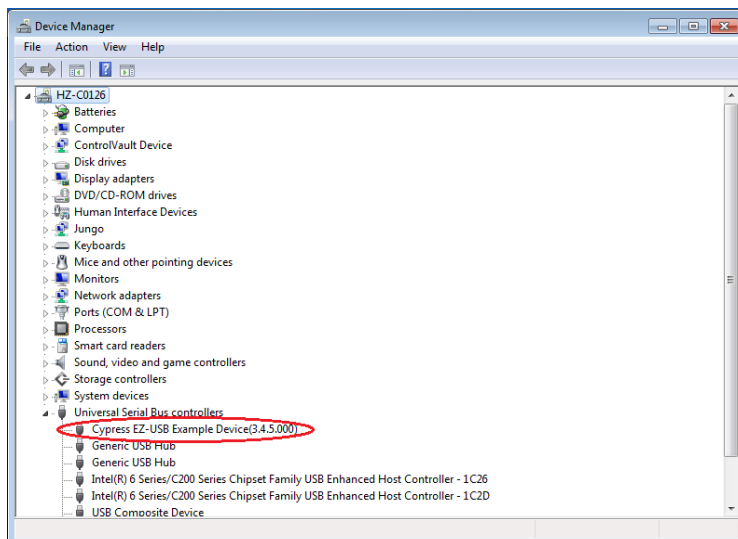 Device Manager
File Action View Help
HZ-C0126
Batteries
Computer
ControlVault Device
Disk drives
Display adapters
DVD/CD-ROM drives
Human Interface Devices
Jungo
Keyboards
Mice and other pointing devices
Monitors
Network adapters
Ports (COM & LPT)
Processors
Smart card readers
Sound, video and game controllers
Storage controllers
System devices
Universal Serial Bus controllers
Cypress EZ-USB Example Device(3.4.5.000)
Generic USB Hub
Generic USB Hub
Intel(R) 6 Series/C200 Series Chipset Family USB Enhanced Host Controller - 1C26
Intel(R) 6 Series/C200 Series Chipset Family USB Enhanced Host Controller - 1C2D
USB Composite Device